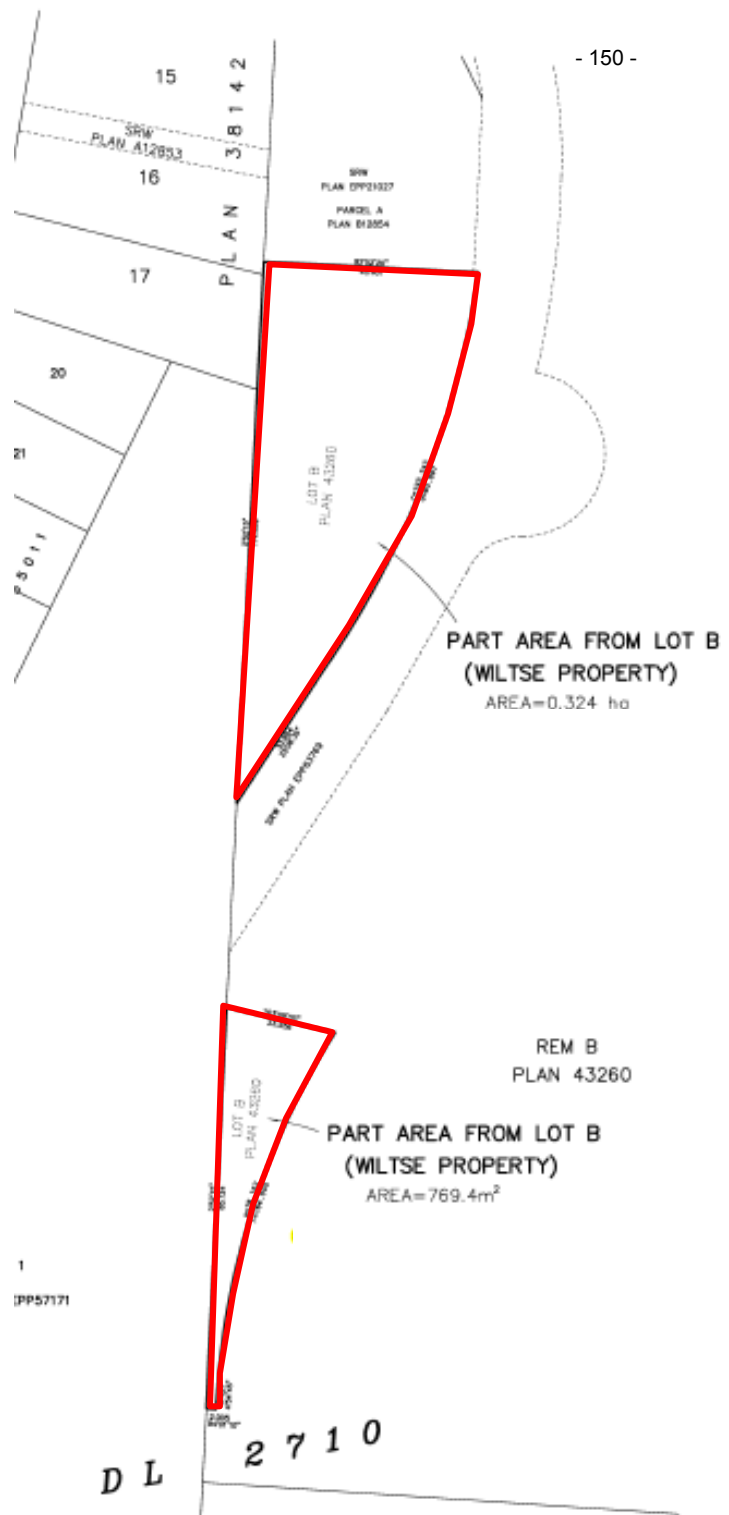 - 150 -
15
PLAN 38142
SRW
PLAN A12853
16
SRW
PLAN EPP21027
PARCEL A
PLAN B12854
17
20
21
LOT B
PLAN 43260
PART AREA FROM LOT B
(WILTSE PROPERTY)
AREA=0.324 ha
SRW PLAN EPP53769
REM B
PLAN 43260
LOT B
PLAN 43260
PART AREA FROM LOT B
(WILTSE PROPERTY)
AREA=769.4m²
1
EPP57171
DL 2710